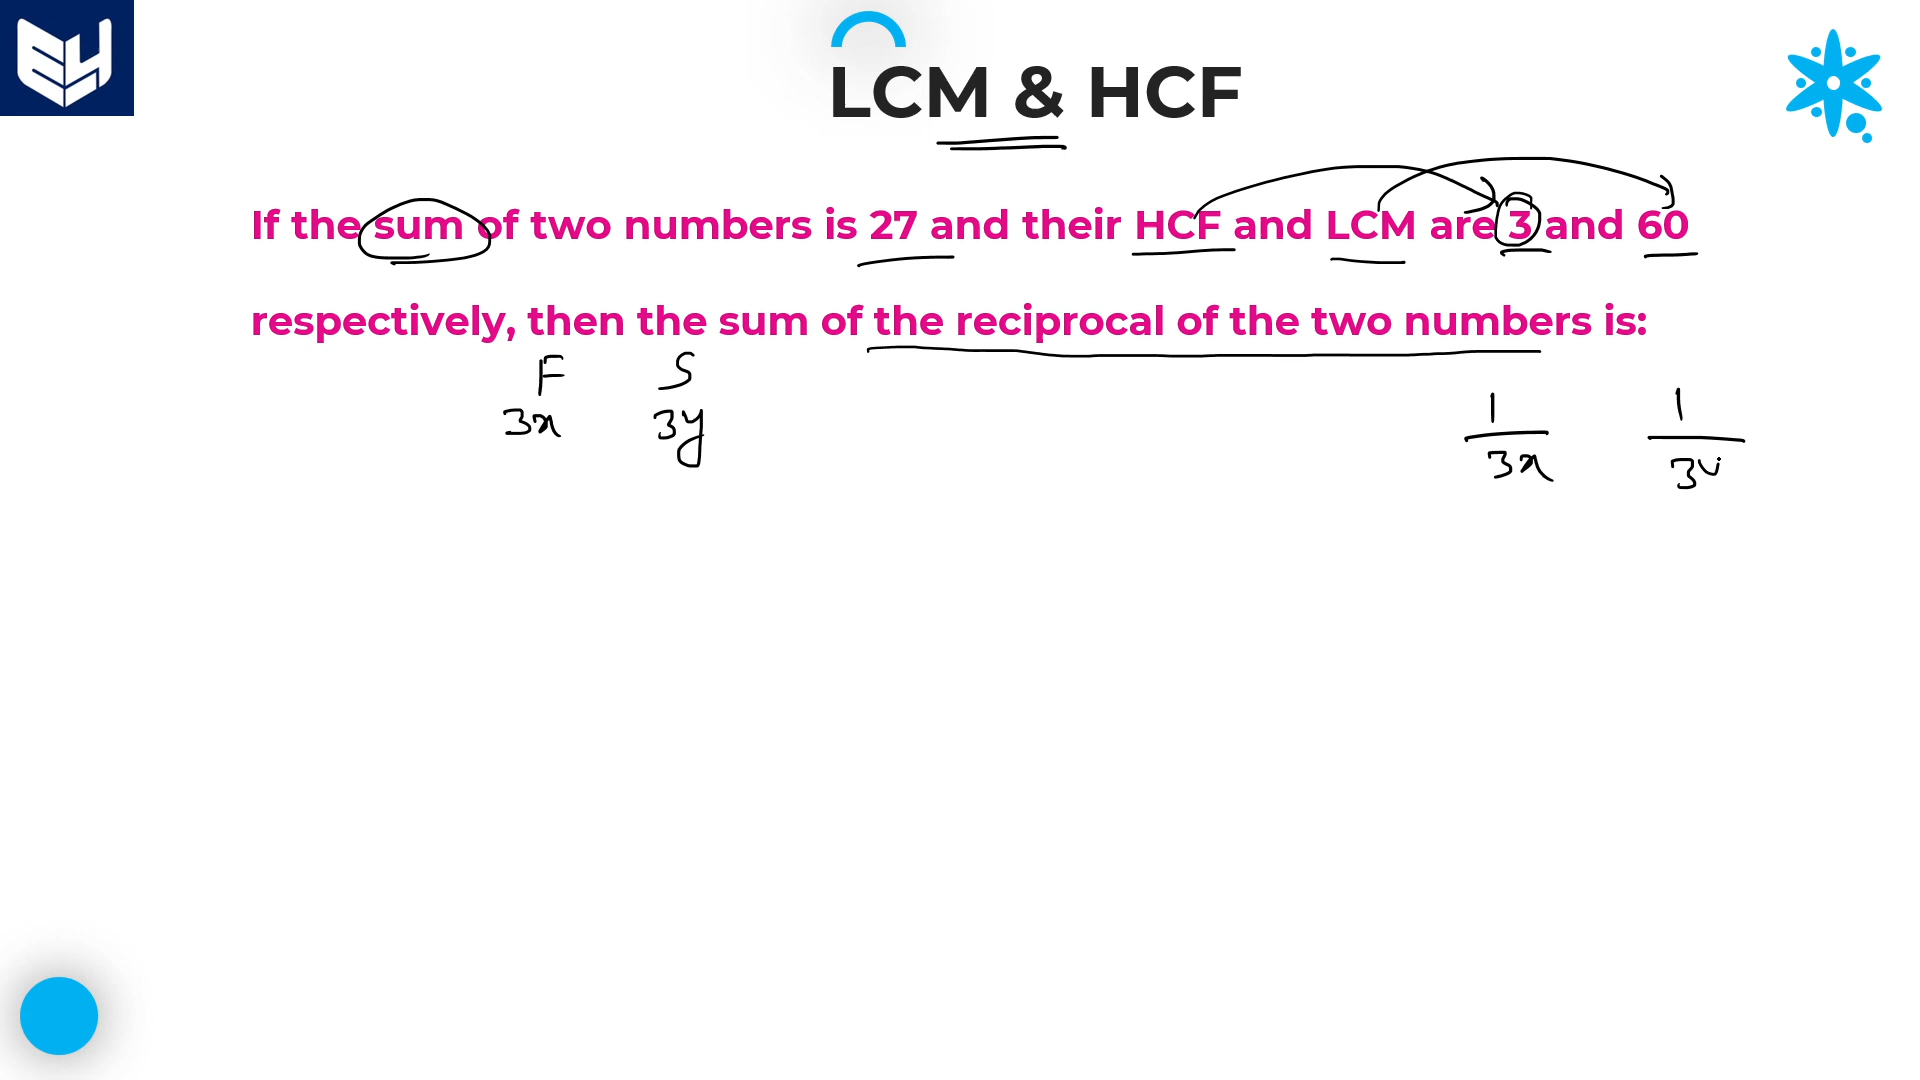 LCM & HCF
If the sum of two numbers is 27 and their HCF and LCM are 3 and 60
respectively, then the sum of the reciprocal of the two numbers is:
F S
3x 3y
1 1
3x 3